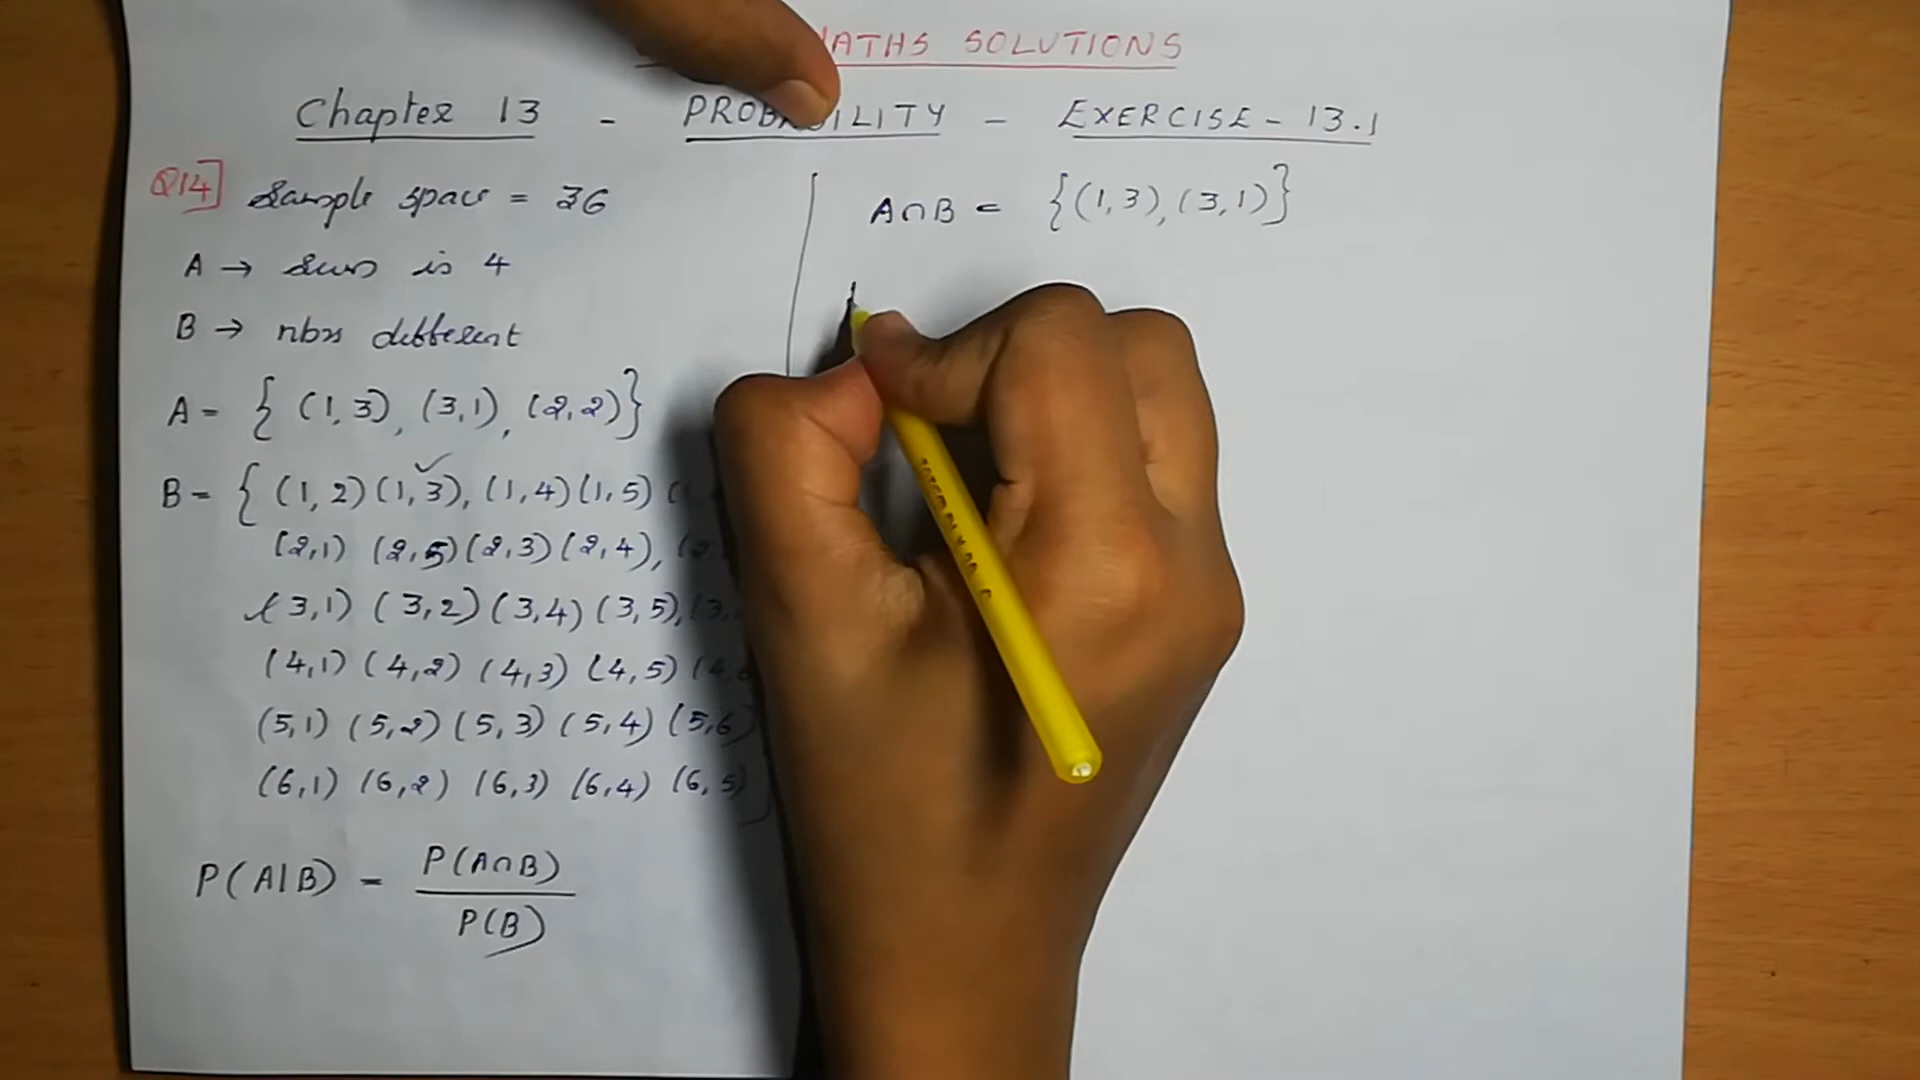 MATHS SOLUTIONS
Chapter 13 - PROBABILITY - EXERCISE - 13.1
Q14] Sample space = 36
A → sum is 4
B → nbrs different
A = { (1,3), (3,1), (2,2)}
B = { (1,2) (1,3), (1,4) (1,5)
(2,1) (2,5) (2,3) (2,4),
(3,1) (3,2) (3,4) (3,5),
(4,1) (4,2) (4,3) (4,5)
(5,1) (5,2) (5,3) (5,4) (5,6)
(6,1) (6,2) (6,3) (6,4) (6,5)
P(A|B) = P(A∩B)
P(B)
A∩B = {(1,3), (3,1)}